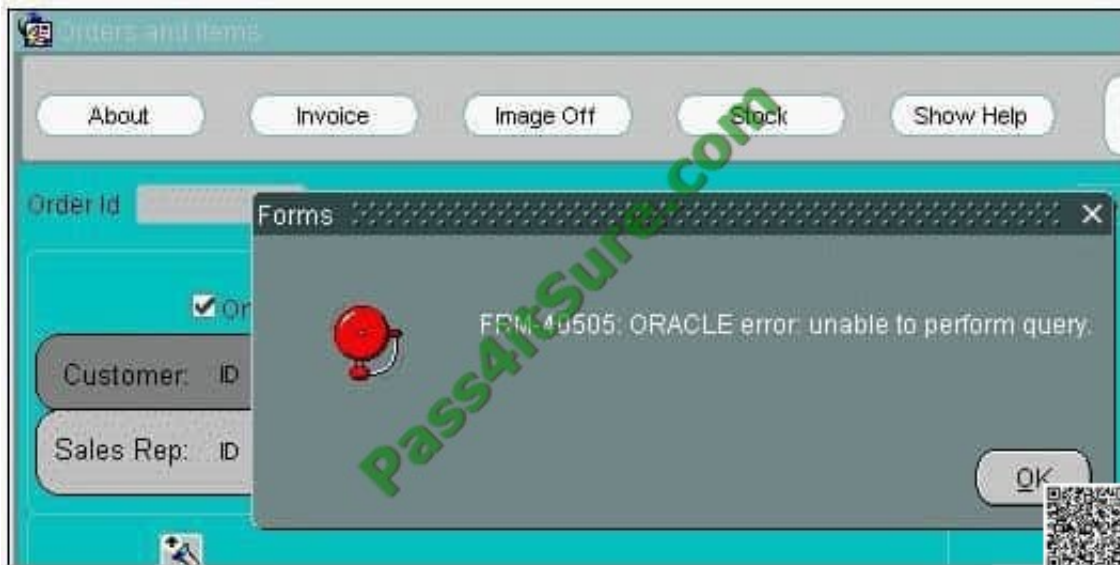 Orders and Items
About
Invoice
Image Off
Stock
Show Help
Order Id
Forms
FRM-40505: ORACLE error: unable to perform query.
Or
Customer: ID
Sales Rep: ID
OK
Pass4itSure.com